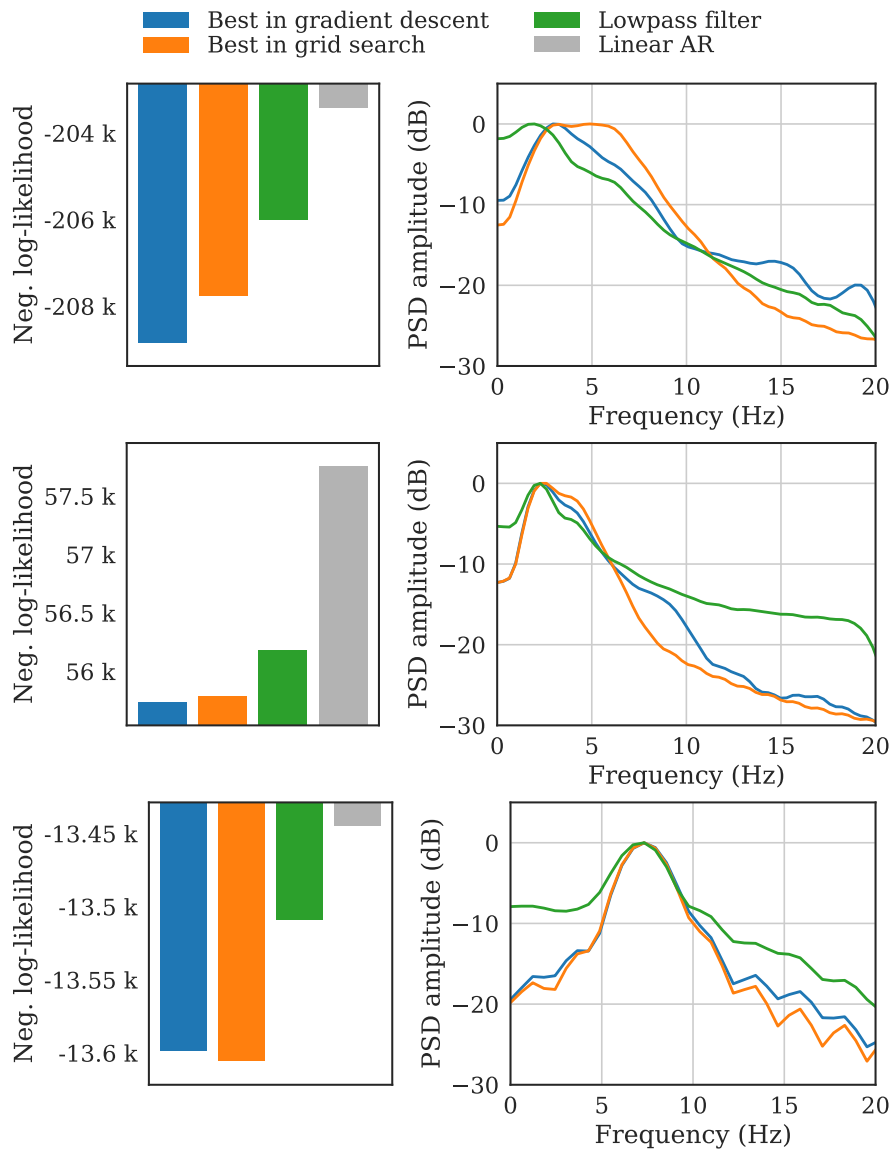 Best in gradient descent
Best in grid search
Lowpass filter
Linear AR
Neg. log-likelihood
-204 k
-206 k
-208 k
PSD amplitude (dB)
0
−10
−20
−30
0 5 10 15 20
Frequency (Hz)
Neg. log-likelihood
57.5 k
57 k
56.5 k
56 k
PSD amplitude (dB)
0
−10
−20
−30
0 5 10 15 20
Frequency (Hz)
Neg. log-likelihood
-13.45 k
-13.5 k
-13.55 k
-13.6 k
PSD amplitude (dB)
0
−10
−20
−30
0 5 10 15 20
Frequency (Hz)